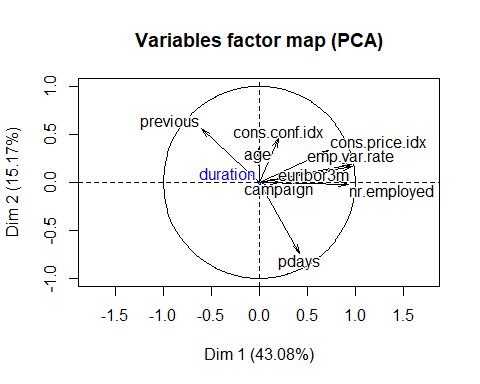 Variables factor map (PCA)
Dim 2 (15.17%)
1.0
0.5
0.0
-0.5
-1.0
previous
cons.conf.idx
cons.price.idx
age
emp.var.rate
duration
euribor3m
campaign
nr.employed
pdays
-1.5 -1.0 -0.5 0.0 0.5 1.0 1.5
Dim 1 (43.08%)